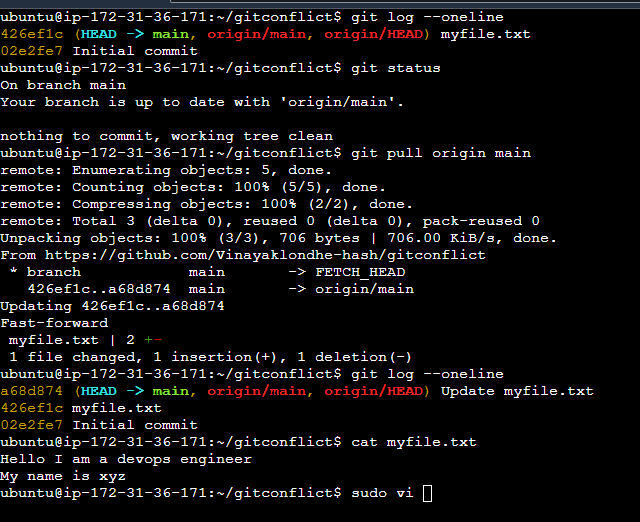 ubuntu@ip-172-31-36-171:~/gitconflict$ git log --oneline
426ef1c (HEAD -> main, origin/main, origin/HEAD) myfile.txt
02e2fe7 Initial commit
ubuntu@ip-172-31-36-171:~/gitconflict$ git status
On branch main
Your branch is up to date with 'origin/main'.
nothing to commit, working tree clean
ubuntu@ip-172-31-36-171:~/gitconflict$ git pull origin main
remote: Enumerating objects: 5, done.
remote: Counting objects: 100% (5/5), done.
remote: Compressing objects: 100% (2/2), done.
remote: Total 3 (delta 0), reused 0 (delta 0), pack-reused 0
Unpacking objects: 100% (3/3), 706 bytes | 706.00 KiB/s, done.
From https://github.com/Vinayaklondhe-hash/gitconflict
 * branch            main       -> FETCH_HEAD
   426ef1c..a68d874  main       -> origin/main
Updating 426ef1c..a68d874
Fast-forward
 myfile.txt | 2 +-
 1 file changed, 1 insertion(+), 1 deletion(-)
ubuntu@ip-172-31-36-171:~/gitconflict$ git log --oneline
a68d874 (HEAD -> main, origin/main, origin/HEAD) Update myfile.txt
426ef1c myfile.txt
02e2fe7 Initial commit
ubuntu@ip-172-31-36-171:~/gitconflict$ cat myfile.txt
Hello I am a devops engineer
My name is xyz
ubuntu@ip-172-31-36-171:~/gitconflict$ sudo vi